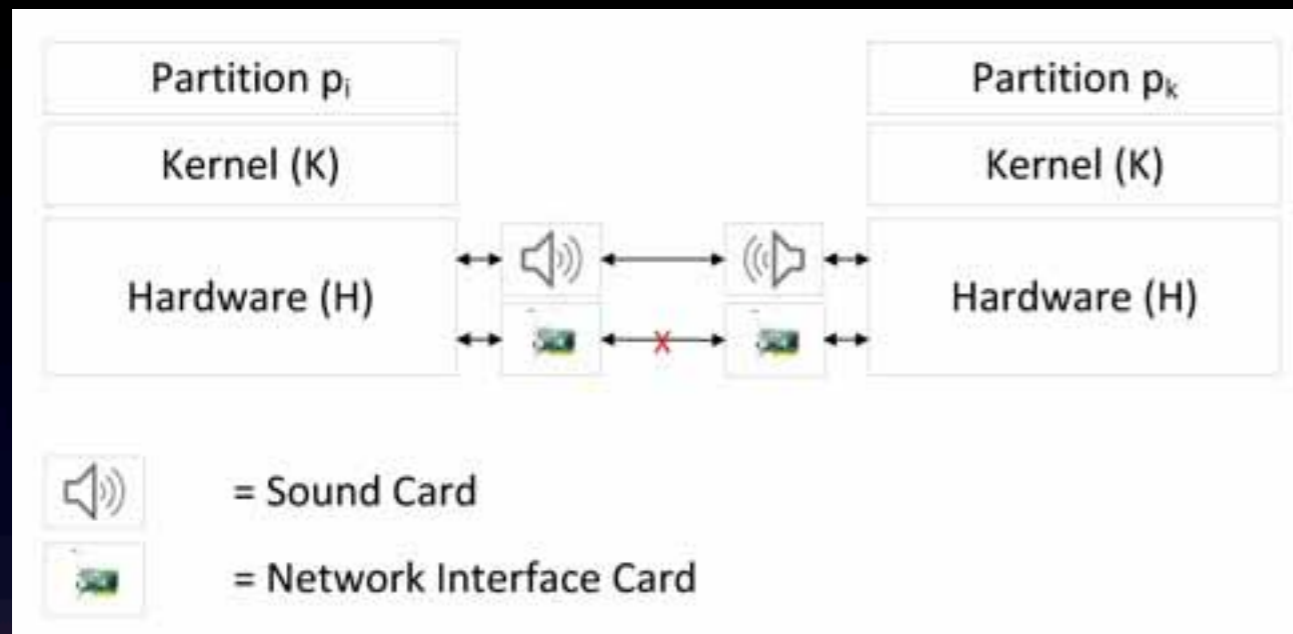 Partition pᵢ
Partition pₖ
Kernel (K)
Kernel (K)
Hardware (H)
Hardware (H)
X
= Sound Card
= Network Interface Card